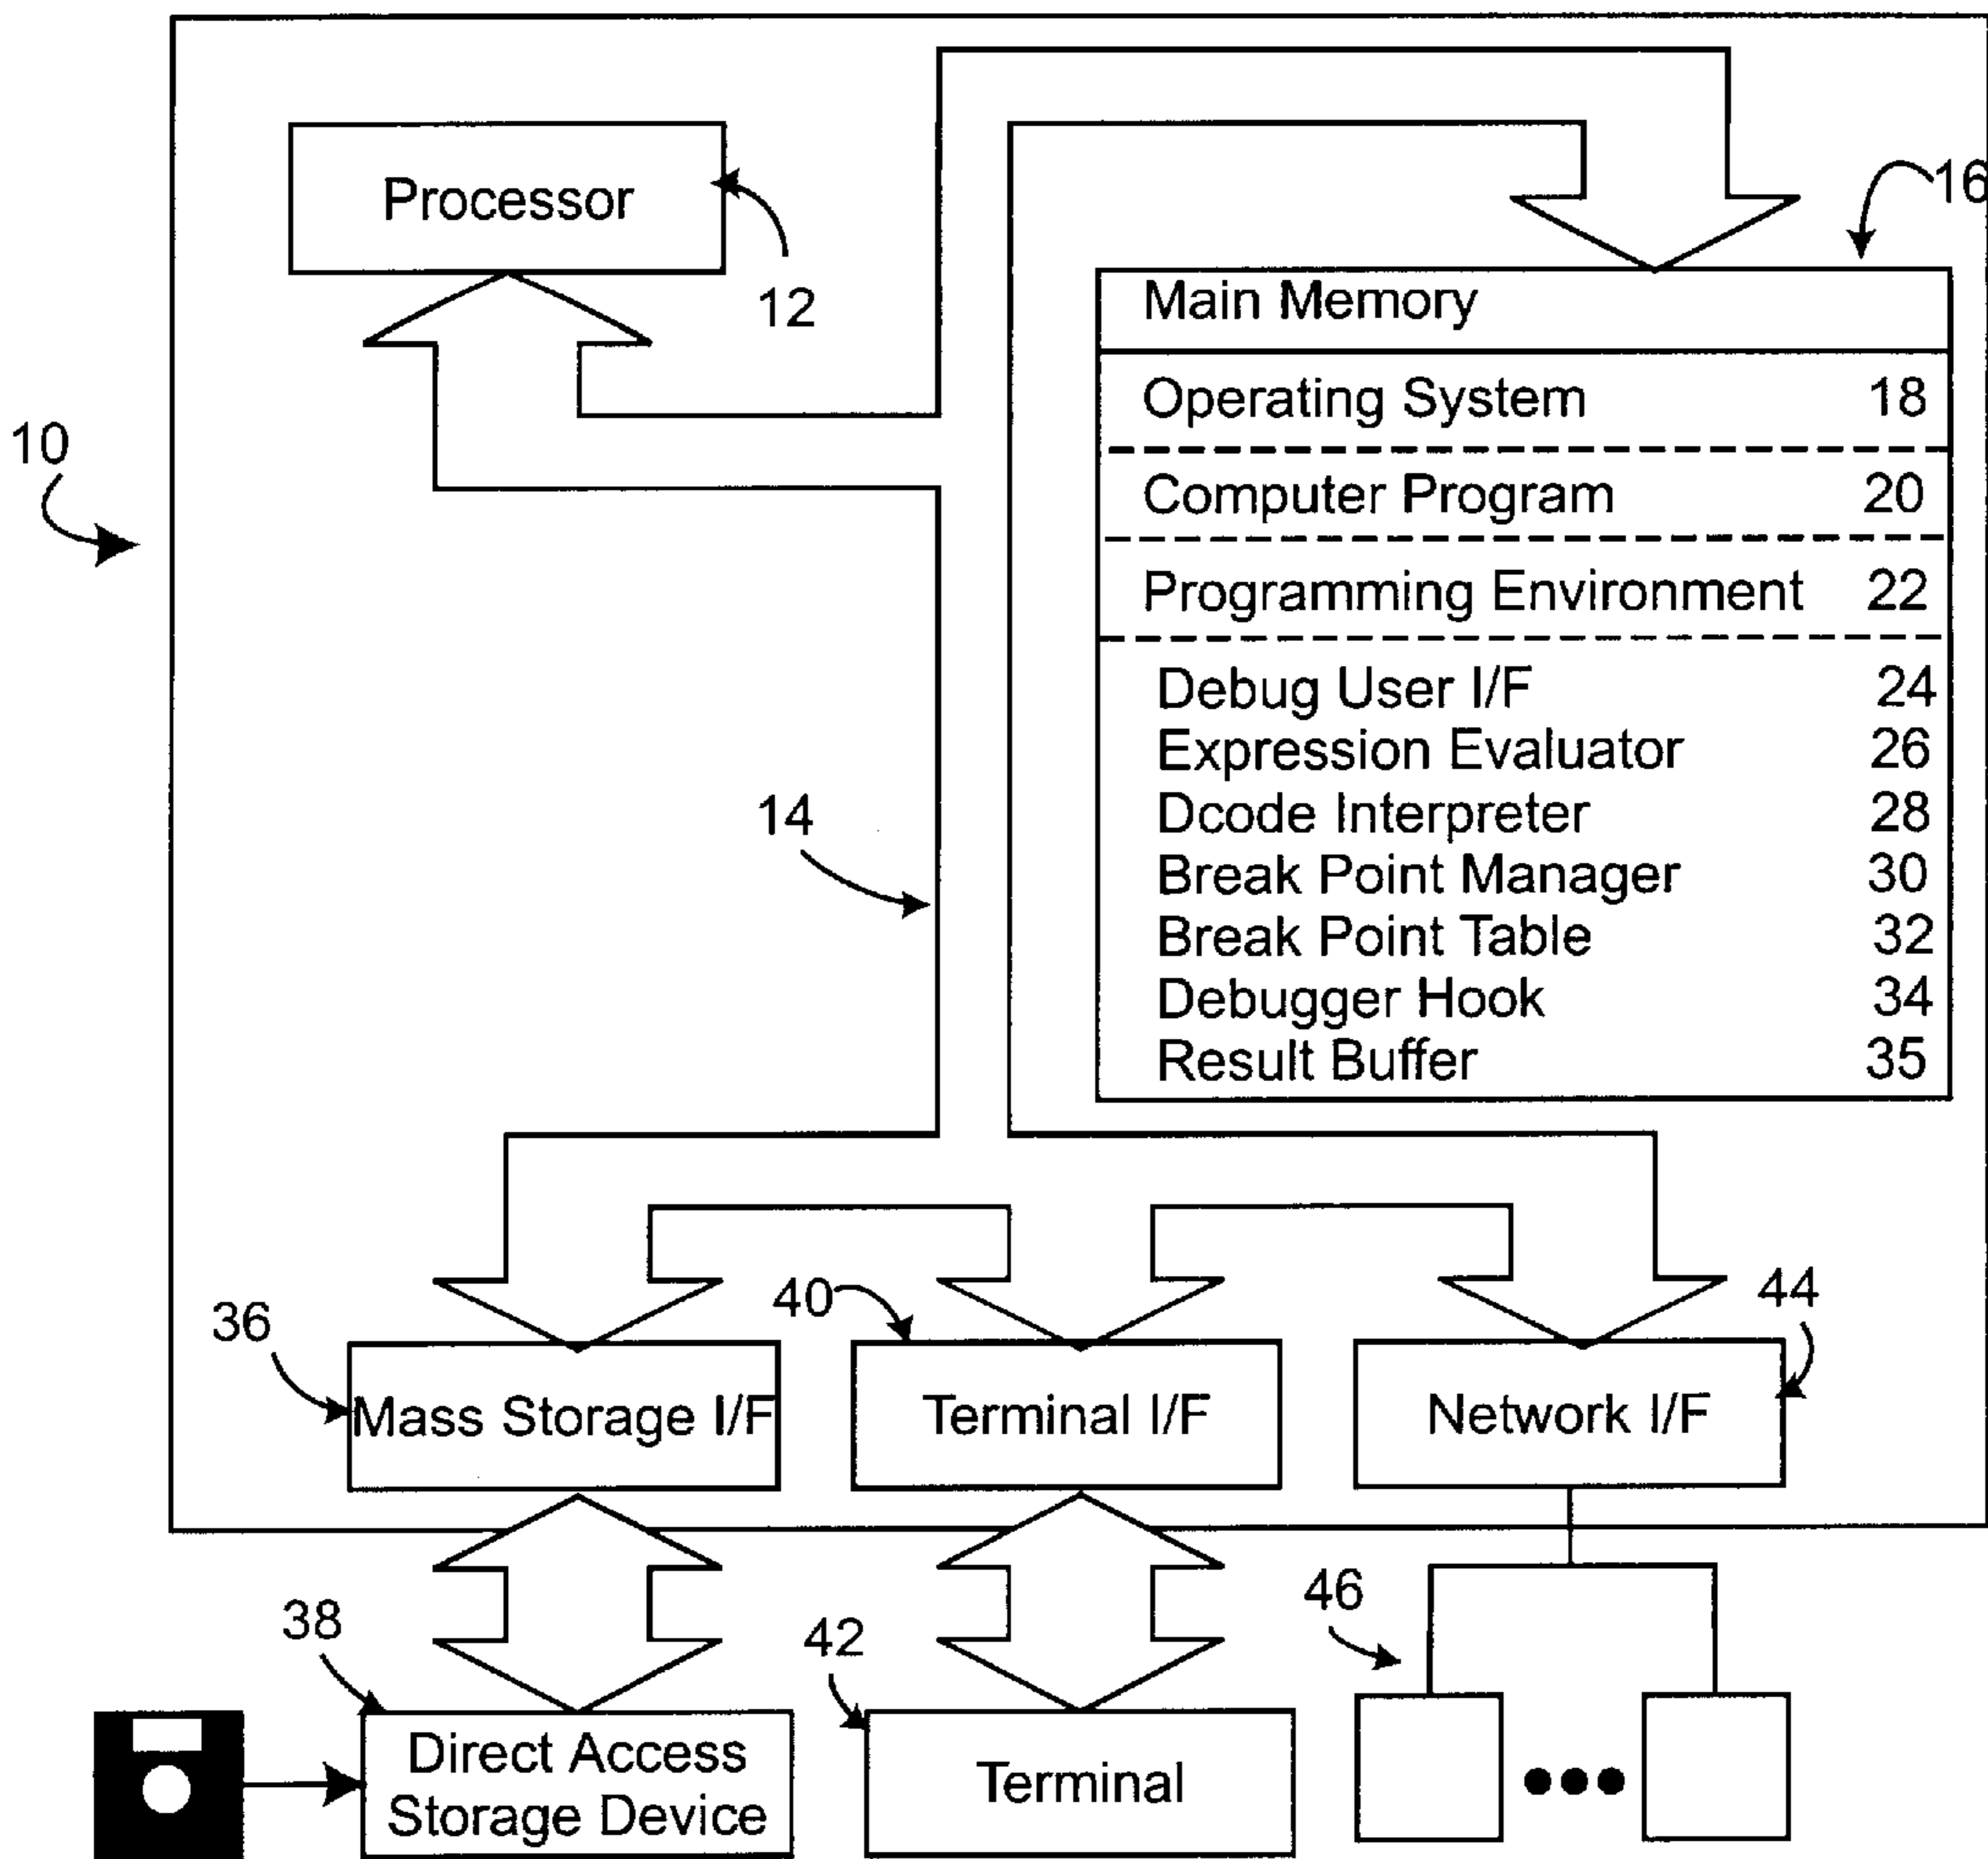 Processor
12
16
Main Memory
Operating System 18
Computer Program 20
Programming Environment 22
Debug User I/F 24
Expression Evaluator 26
Dcode Interpreter 28
Break Point Manager 30
Break Point Table 32
Debugger Hook 34
Result Buffer 35
10
14
36
40
44
Mass Storage I/F
Terminal I/F
Network I/F
38
42
46
Direct Access
Storage Device
Terminal